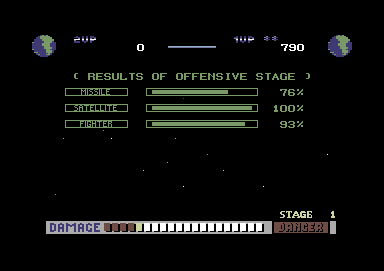 2UP 1UP **
0 790
( RESULTS OF OFFENSIVE STAGE )
MISSILE 76%
SATELLITE 100%
FIGHTER 93%
STAGE 1
DAMAGE DANGER